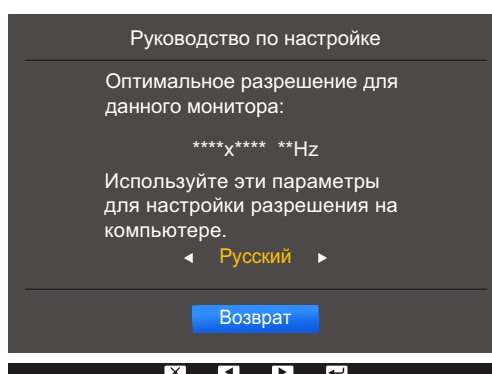 Руководство по настройке
Оптимальное разрешение для
данного монитора:
****x**** **Hz
Используйте эти параметры
для настройки разрешения на
компьютере.
Русский
Возврат